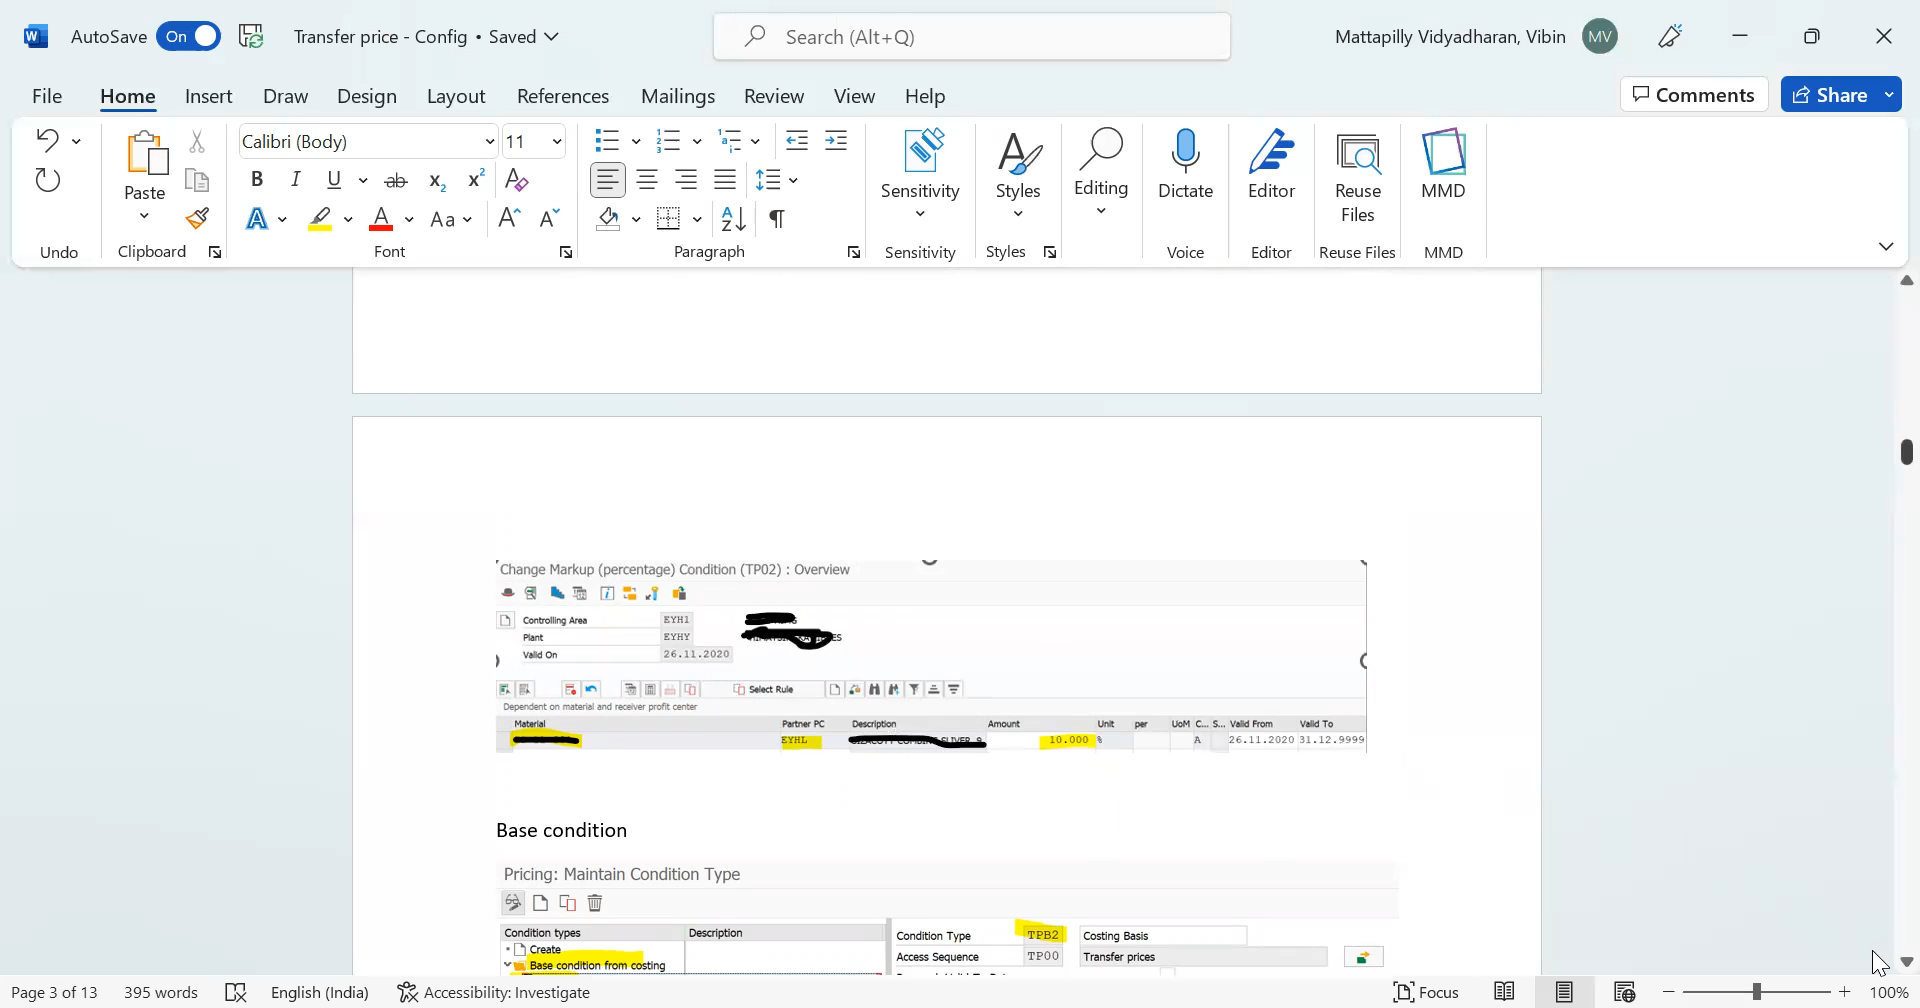 AutoSave On Transfer price - Config • Saved Search (Alt+Q) Mattapilly Vidyadharan, Vibin MV
File Home Insert Draw Design Layout References Mailings Review View Help Comments Share
Calibri (Body) 11
Paste Sensitivity Styles Editing Dictate Editor Reuse Files MMD
Undo Clipboard Font Paragraph Sensitivity Styles Voice Editor Reuse Files MMD
Change Markup (percentage) Condition (TP02) : Overview
Controlling Area EYH1
Plant EYHY
Valid On 26.11.2020
Select Rule
Dependent on material and receiver profit center
Material Partner PC Description Amount Unit per UoM C... S... Valid From Valid To
EYHL SLIVER 10.000 % A 26.11.2020 31.12.9999
Base condition
Pricing: Maintain Condition Type
Condition types Description
Create
Base condition from costing
Condition Type TPB2 Costing Basis
Access Sequence TP00 Transfer prices
Page 3 of 13 395 words English (India) Accessibility: Investigate Focus 100%